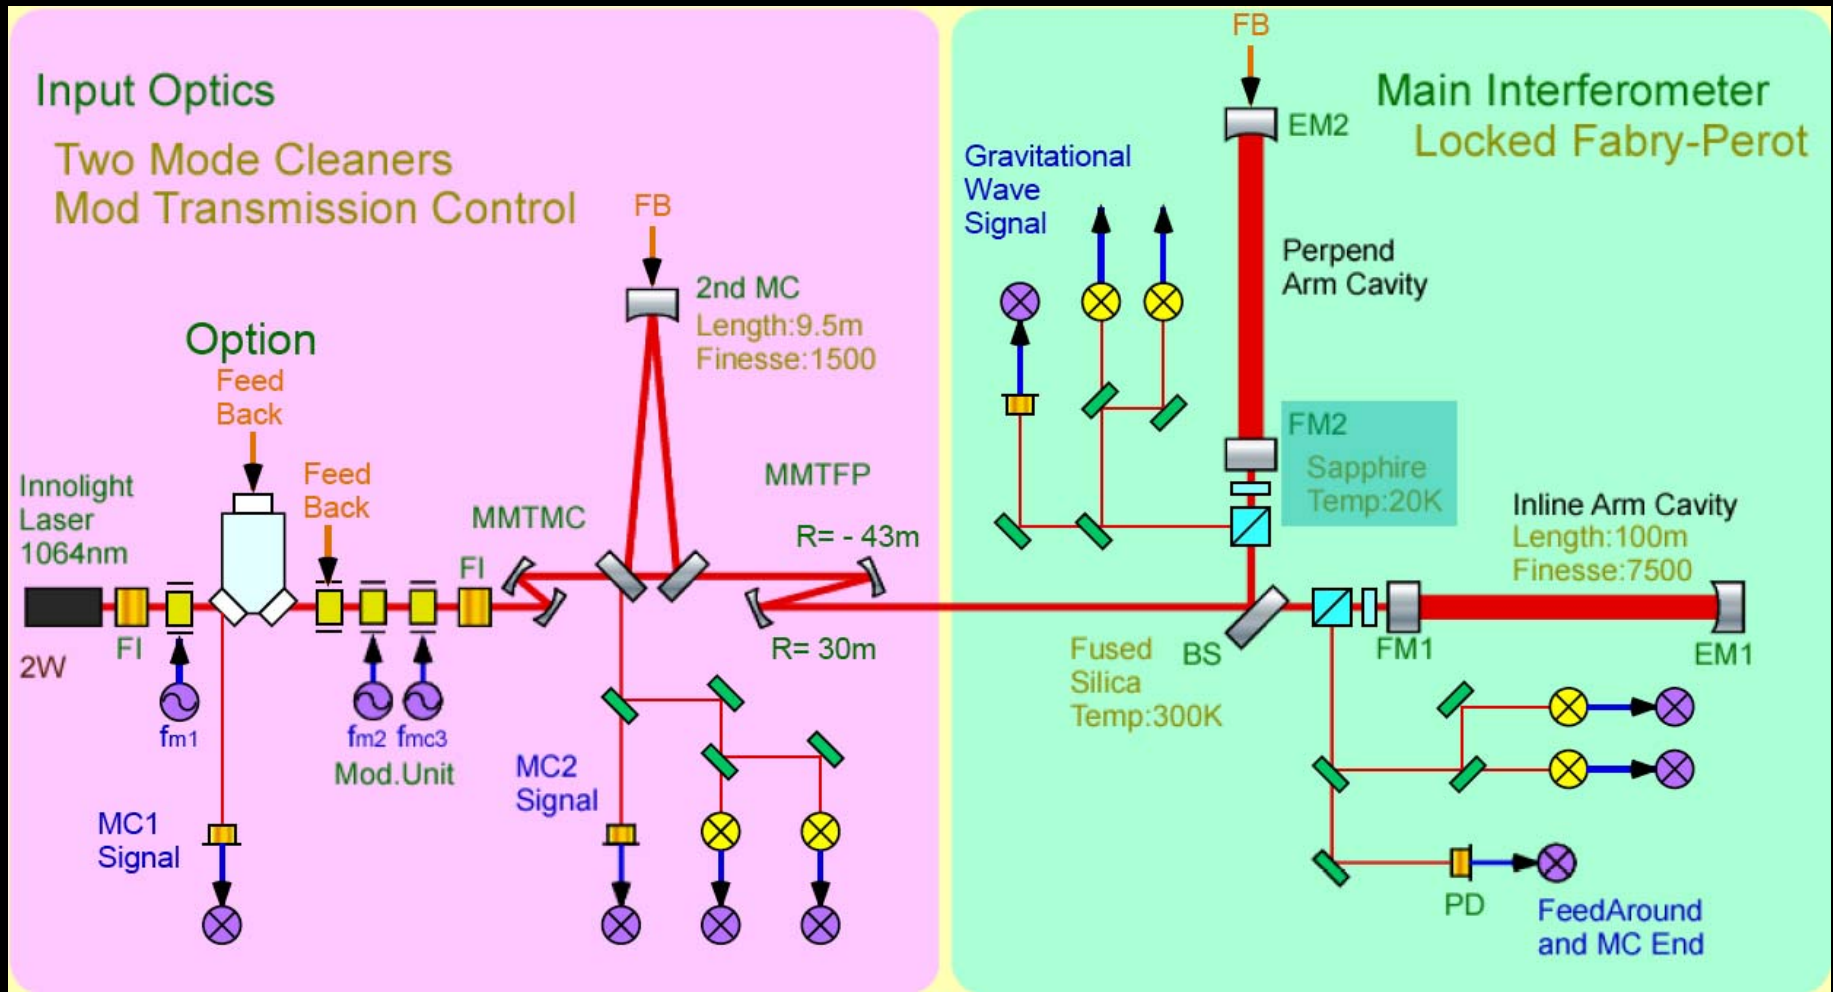 Input Optics
Two Mode Cleaners
Mod Transmission Control
FB
2nd MC
Length:9.5m
Finesse:1500
Option
Feed
Back
Feed
Back
Innolight
Laser
1064nm
2W
FI
fm1
MC1
Signal
fm2 fmc3
Mod.Unit
FI
MMTMC
MMTFP
R= - 43m
R= 30m
MC2
Signal
FB
Main Interferometer
Locked Fabry-Perot
EM2
Gravitational
Wave
Signal
Perpend
Arm Cavity
FM2
Sapphire
Temp:20K
Inline Arm Cavity
Length:100m
Finesse:7500
Fused
Silica
Temp:300K
BS
FM1
EM1
PD
FeedAround
and MC End